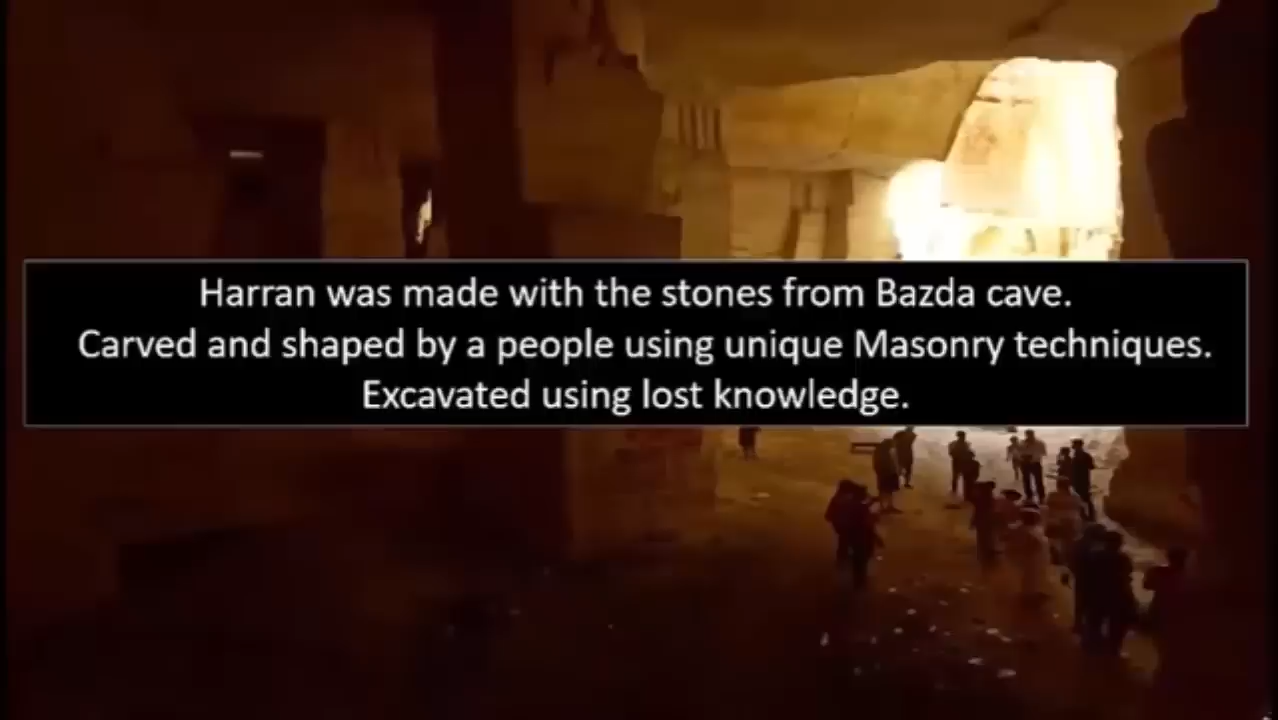 Harran was made with the stones from Bazda cave.
Carved and shaped by a people using unique Masonry techniques.
Excavated using lost knowledge.